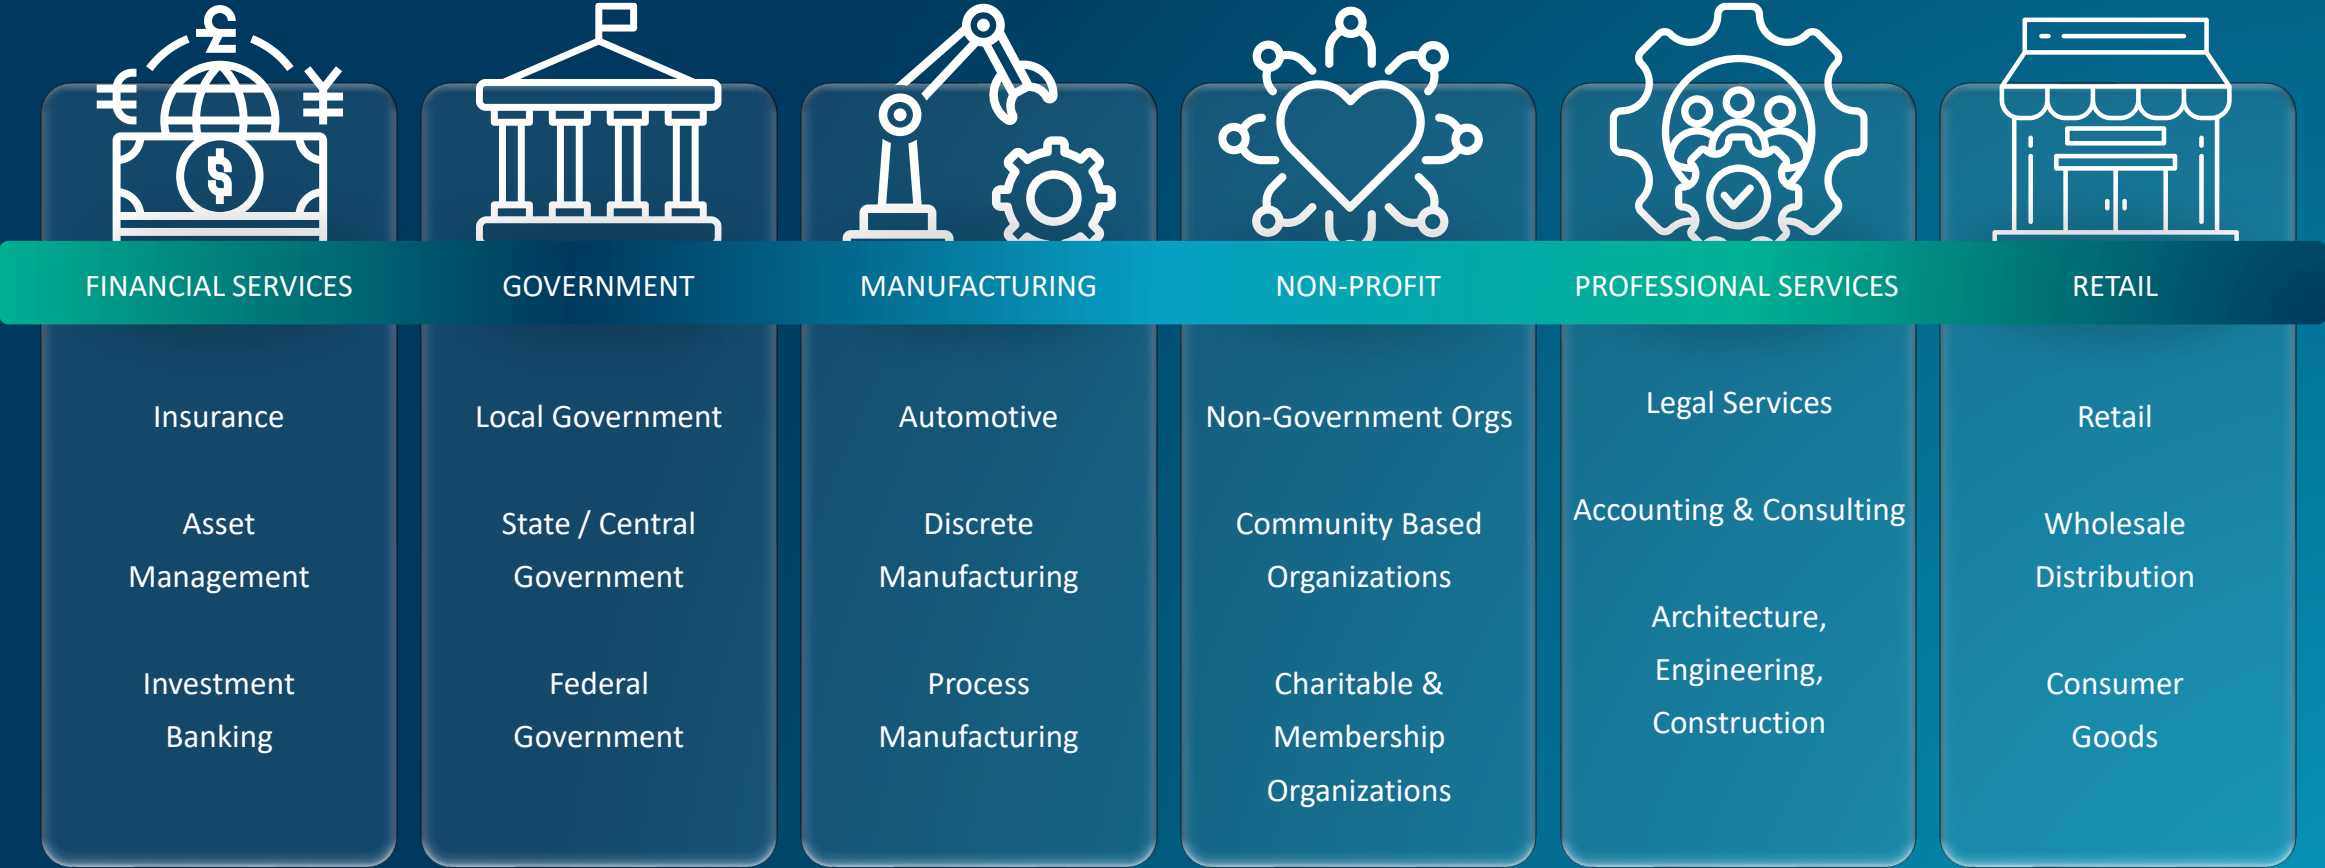 FINANCIAL SERVICES
GOVERNMENT
MANUFACTURING
NON-PROFIT
PROFESSIONAL SERVICES
RETAIL
Insurance
Asset
Management
Investment
Banking
Local Government
State / Central
Government
Federal
Government
Automotive
Discrete
Manufacturing
Process
Manufacturing
Non-Government Orgs
Community Based
Organizations
Charitable &
Membership
Organizations
Legal Services
Accounting & Consulting
Architecture,
Engineering,
Construction
Retail
Wholesale
Distribution
Consumer
Goods